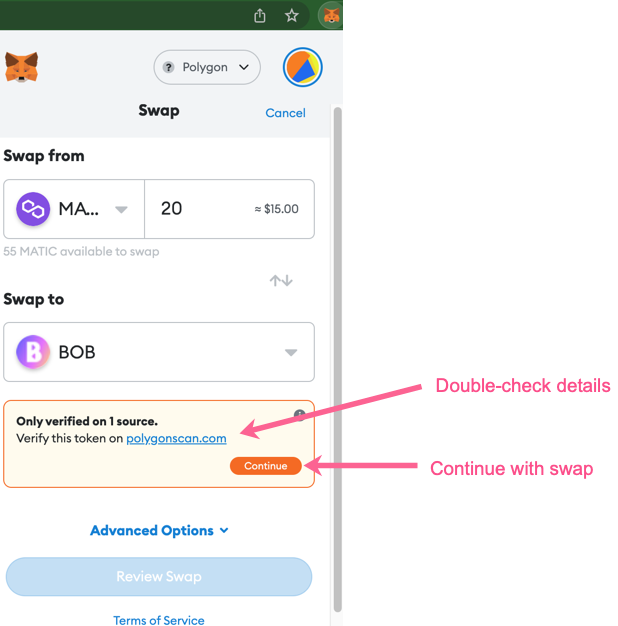 Polygon
Swap
Cancel
Swap from
MA...
20
≈ $15.00
55 MATIC available to swap
Swap to
B
BOB
Only verified on 1 source.
Verify this token on polygonscan.com
Continue
Double-check details
Continue with swap
Advanced Options
Review Swap
Terms of Service